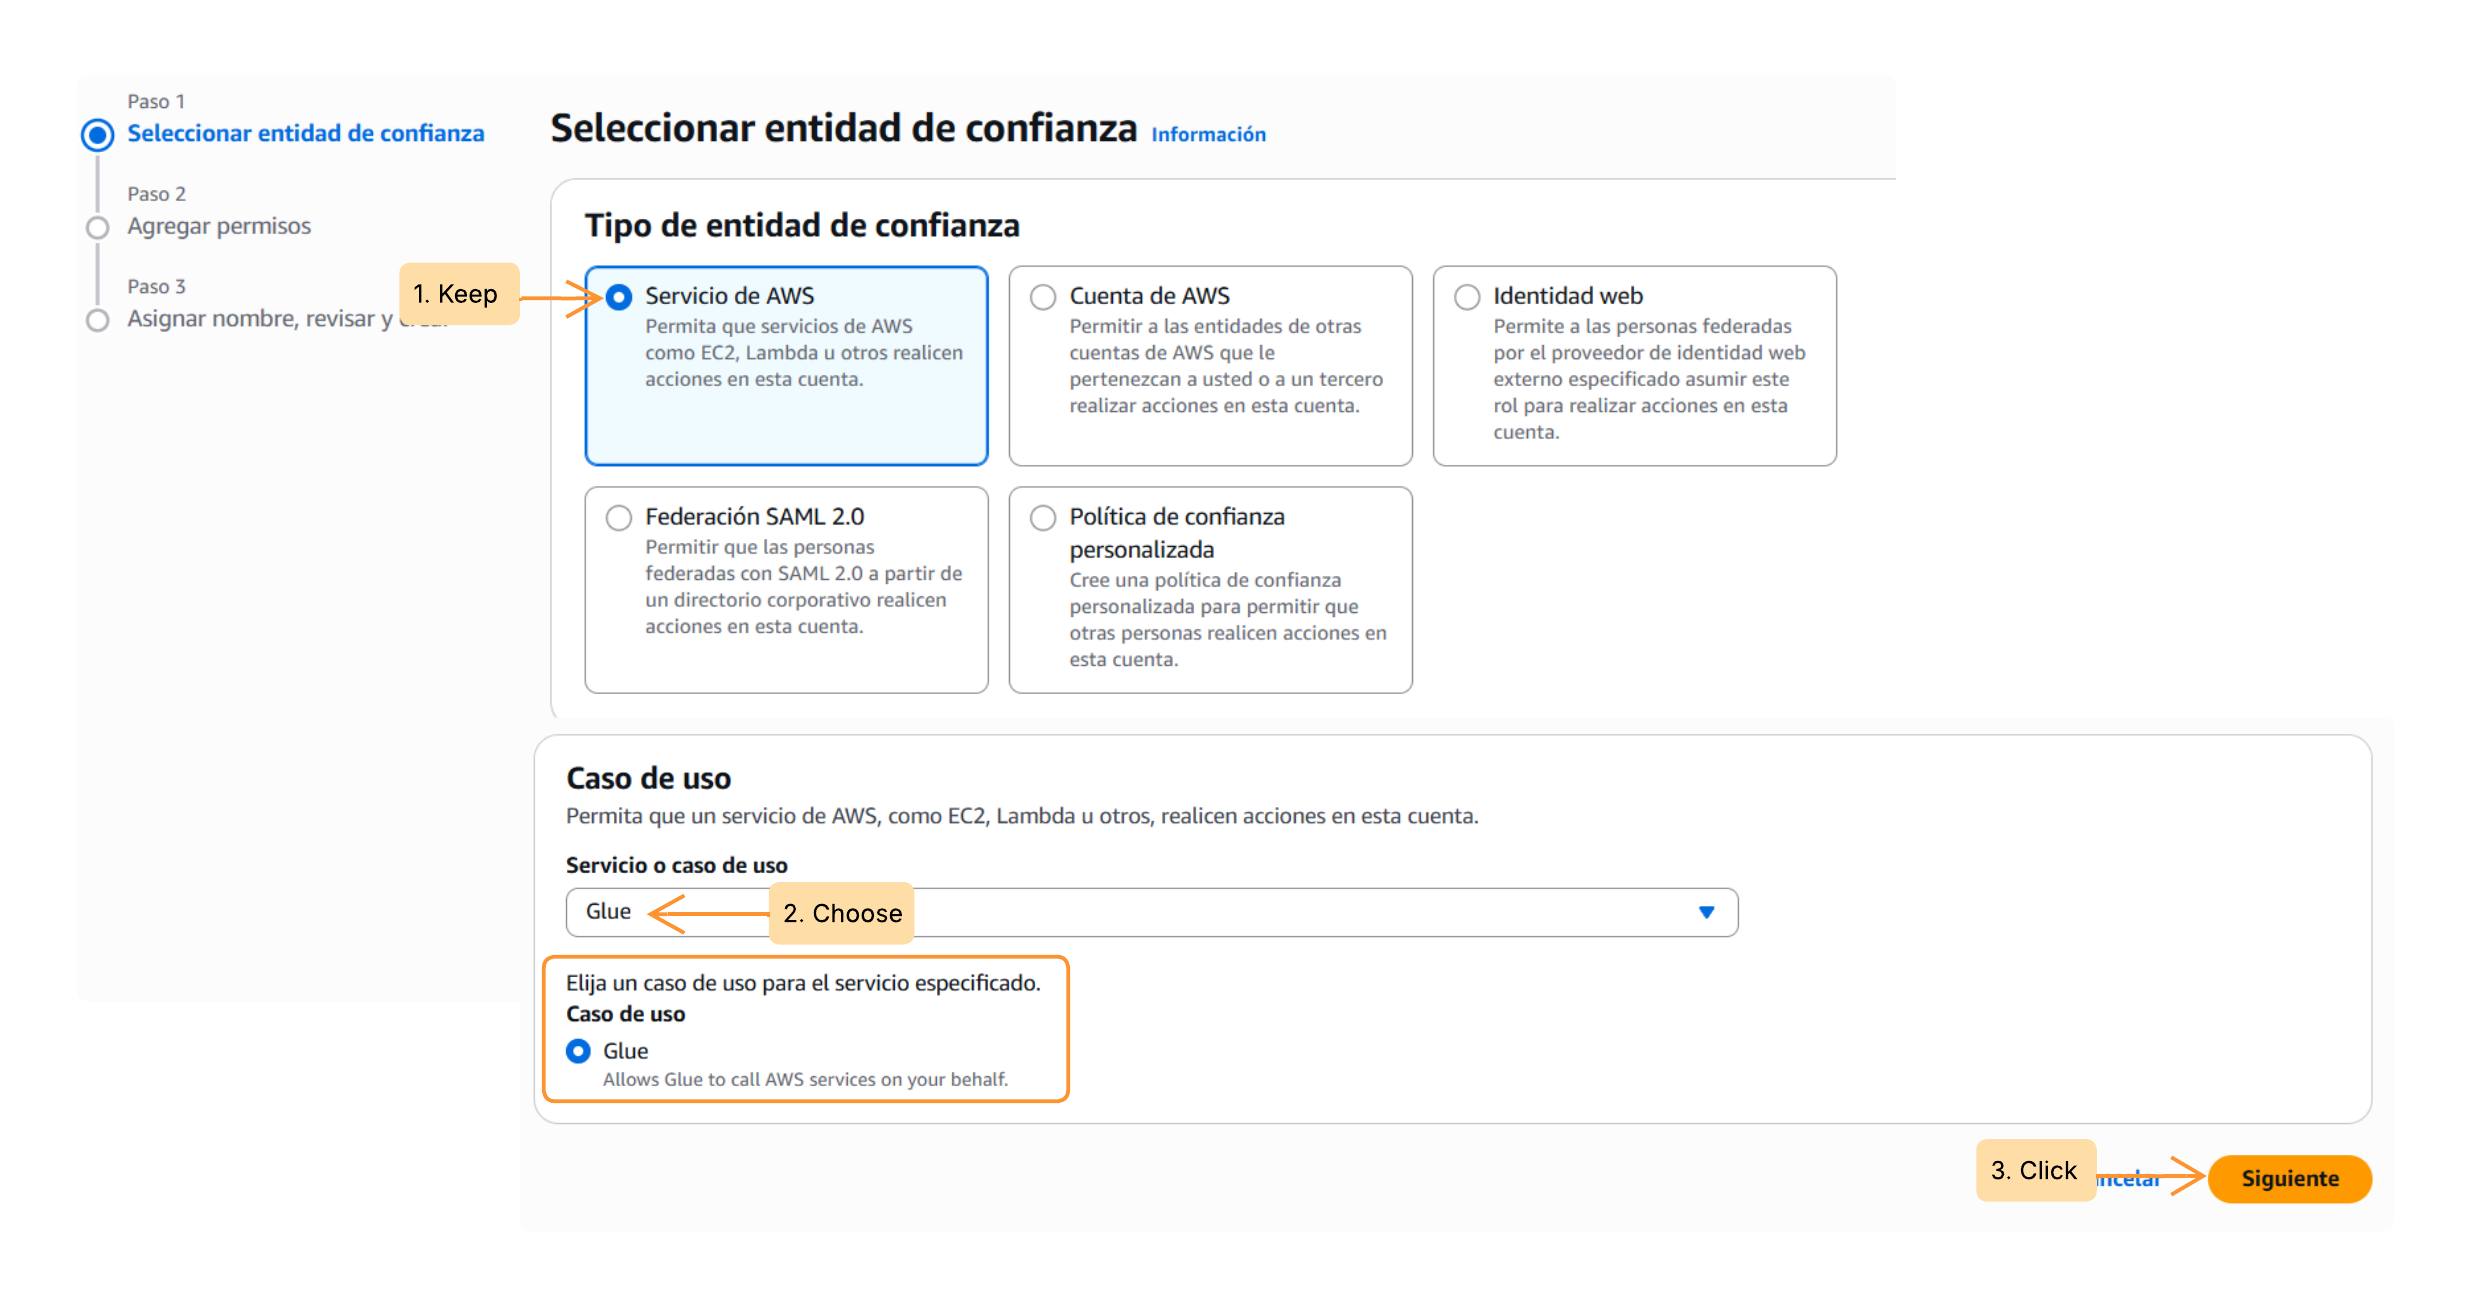 Paso 1
Seleccionar entidad de confianza
Paso 2
Agregar permisos
Paso 3
Asignar nombre, revisar y
1. Keep
Seleccionar entidad de confianza Información
Tipo de entidad de confianza
Servicio de AWS
Permita que servicios de AWS
como EC2, Lambda u otros realicen
acciones en esta cuenta.
Cuenta de AWS
Permitir a las entidades de otras
cuentas de AWS que le
pertenezcan a usted o a un tercero
realizar acciones en esta cuenta.
Identidad web
Permite a las personas federadas
por el proveedor de identidad web
externo especificado asumir este
rol para realizar acciones en esta
cuenta.
Federación SAML 2.0
Permitir que las personas
federadas con SAML 2.0 a partir de
un directorio corporativo realicen
acciones en esta cuenta.
Política de confianza
personalizada
Cree una política de confianza
personalizada para permitir que
otras personas realicen acciones en
esta cuenta.
Caso de uso
Permita que un servicio de AWS, como EC2, Lambda u otros, realicen acciones en esta cuenta.
Servicio o caso de uso
Glue
2. Choose
Elija un caso de uso para el servicio especificado.
Caso de uso
Glue
Allows Glue to call AWS services on your behalf.
3. Click
Siguiente